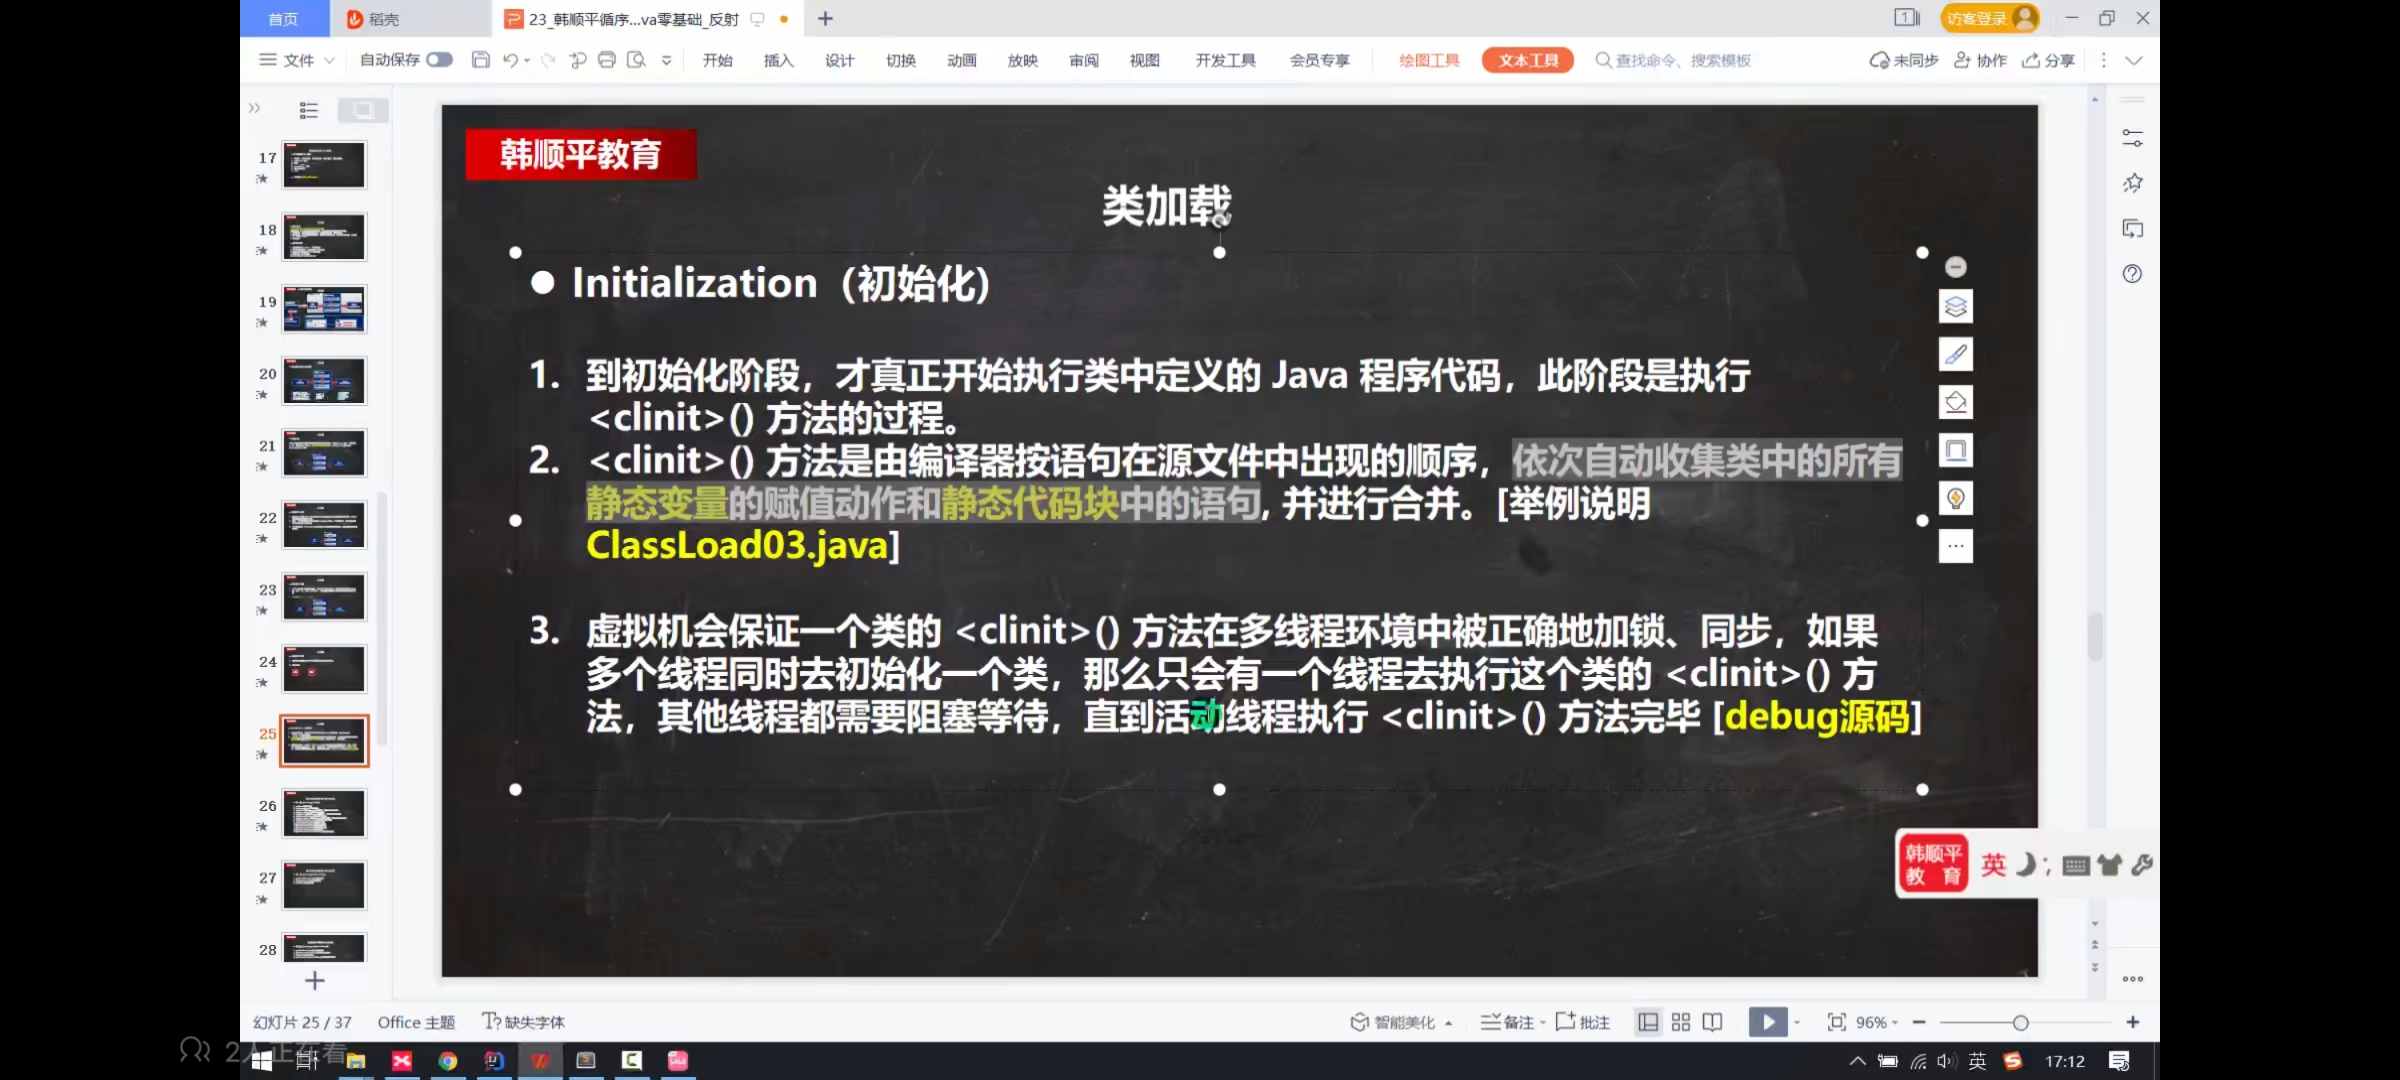 首页
稻壳
23_韩顺平循序...va零基础_反射
访客登录
文件
自动保存
开始
插入
设计
切换
动画
放映
审阅
视图
开发工具
会员专享
绘图工具
文本工具
查找命令、搜索模板
未同步
协作
分享
17
18
19
20
21
22
23
24
25
26
27
28
韩顺平教育
类加载
● Initialization（初始化）
1. 到初始化阶段，才真正开始执行类中定义的 Java 程序代码，此阶段是执行
<clinit>() 方法的过程。
2. <clinit>() 方法是由编译器按语句在源文件中出现的顺序，依次自动收集类中的所有
静态变量的赋值动作和静态代码块中的语句, 并进行合并。[举例说明
ClassLoad03.java]
3. 虚拟机会保证一个类的 <clinit>() 方法在多线程环境中被正确地加锁、同步，如果
多个线程同时去初始化一个类，那么只会有一个线程去执行这个类的 <clinit>() 方
法，其他线程都需要阻塞等待，直到活动线程执行 <clinit>() 方法完毕 [debug源码]
韩顺平
教 育
英
幻灯片 25 / 37
Office 主题
缺失字体
智能美化
备注
批注
96%
2人正在看
英
17:12